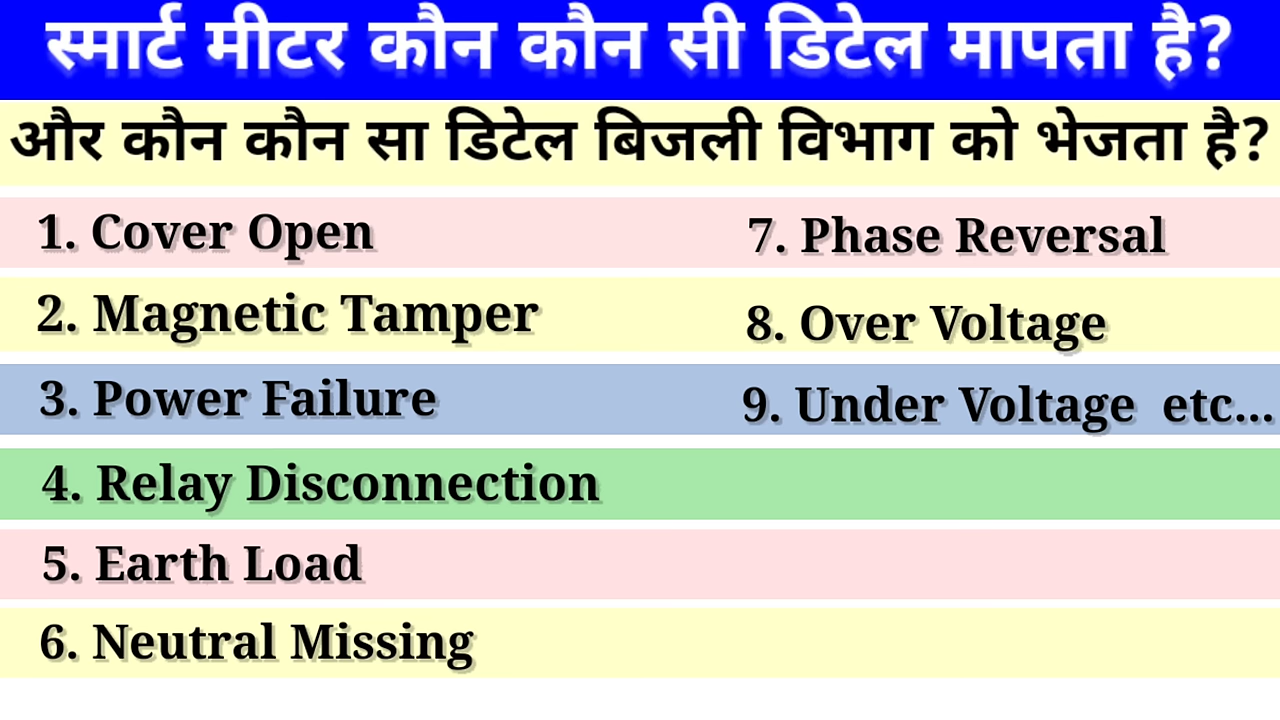 स्मार्ट मीटर कौन कौन सी डिटेल मापता है?
और कौन कौन सा डिटेल बिजली विभाग को भेजता है?
1. Cover Open
2. Magnetic Tamper
3. Power Failure
4. Relay Disconnection
5. Earth Load
6. Neutral Missing
7. Phase Reversal
8. Over Voltage
9. Under Voltage etc...